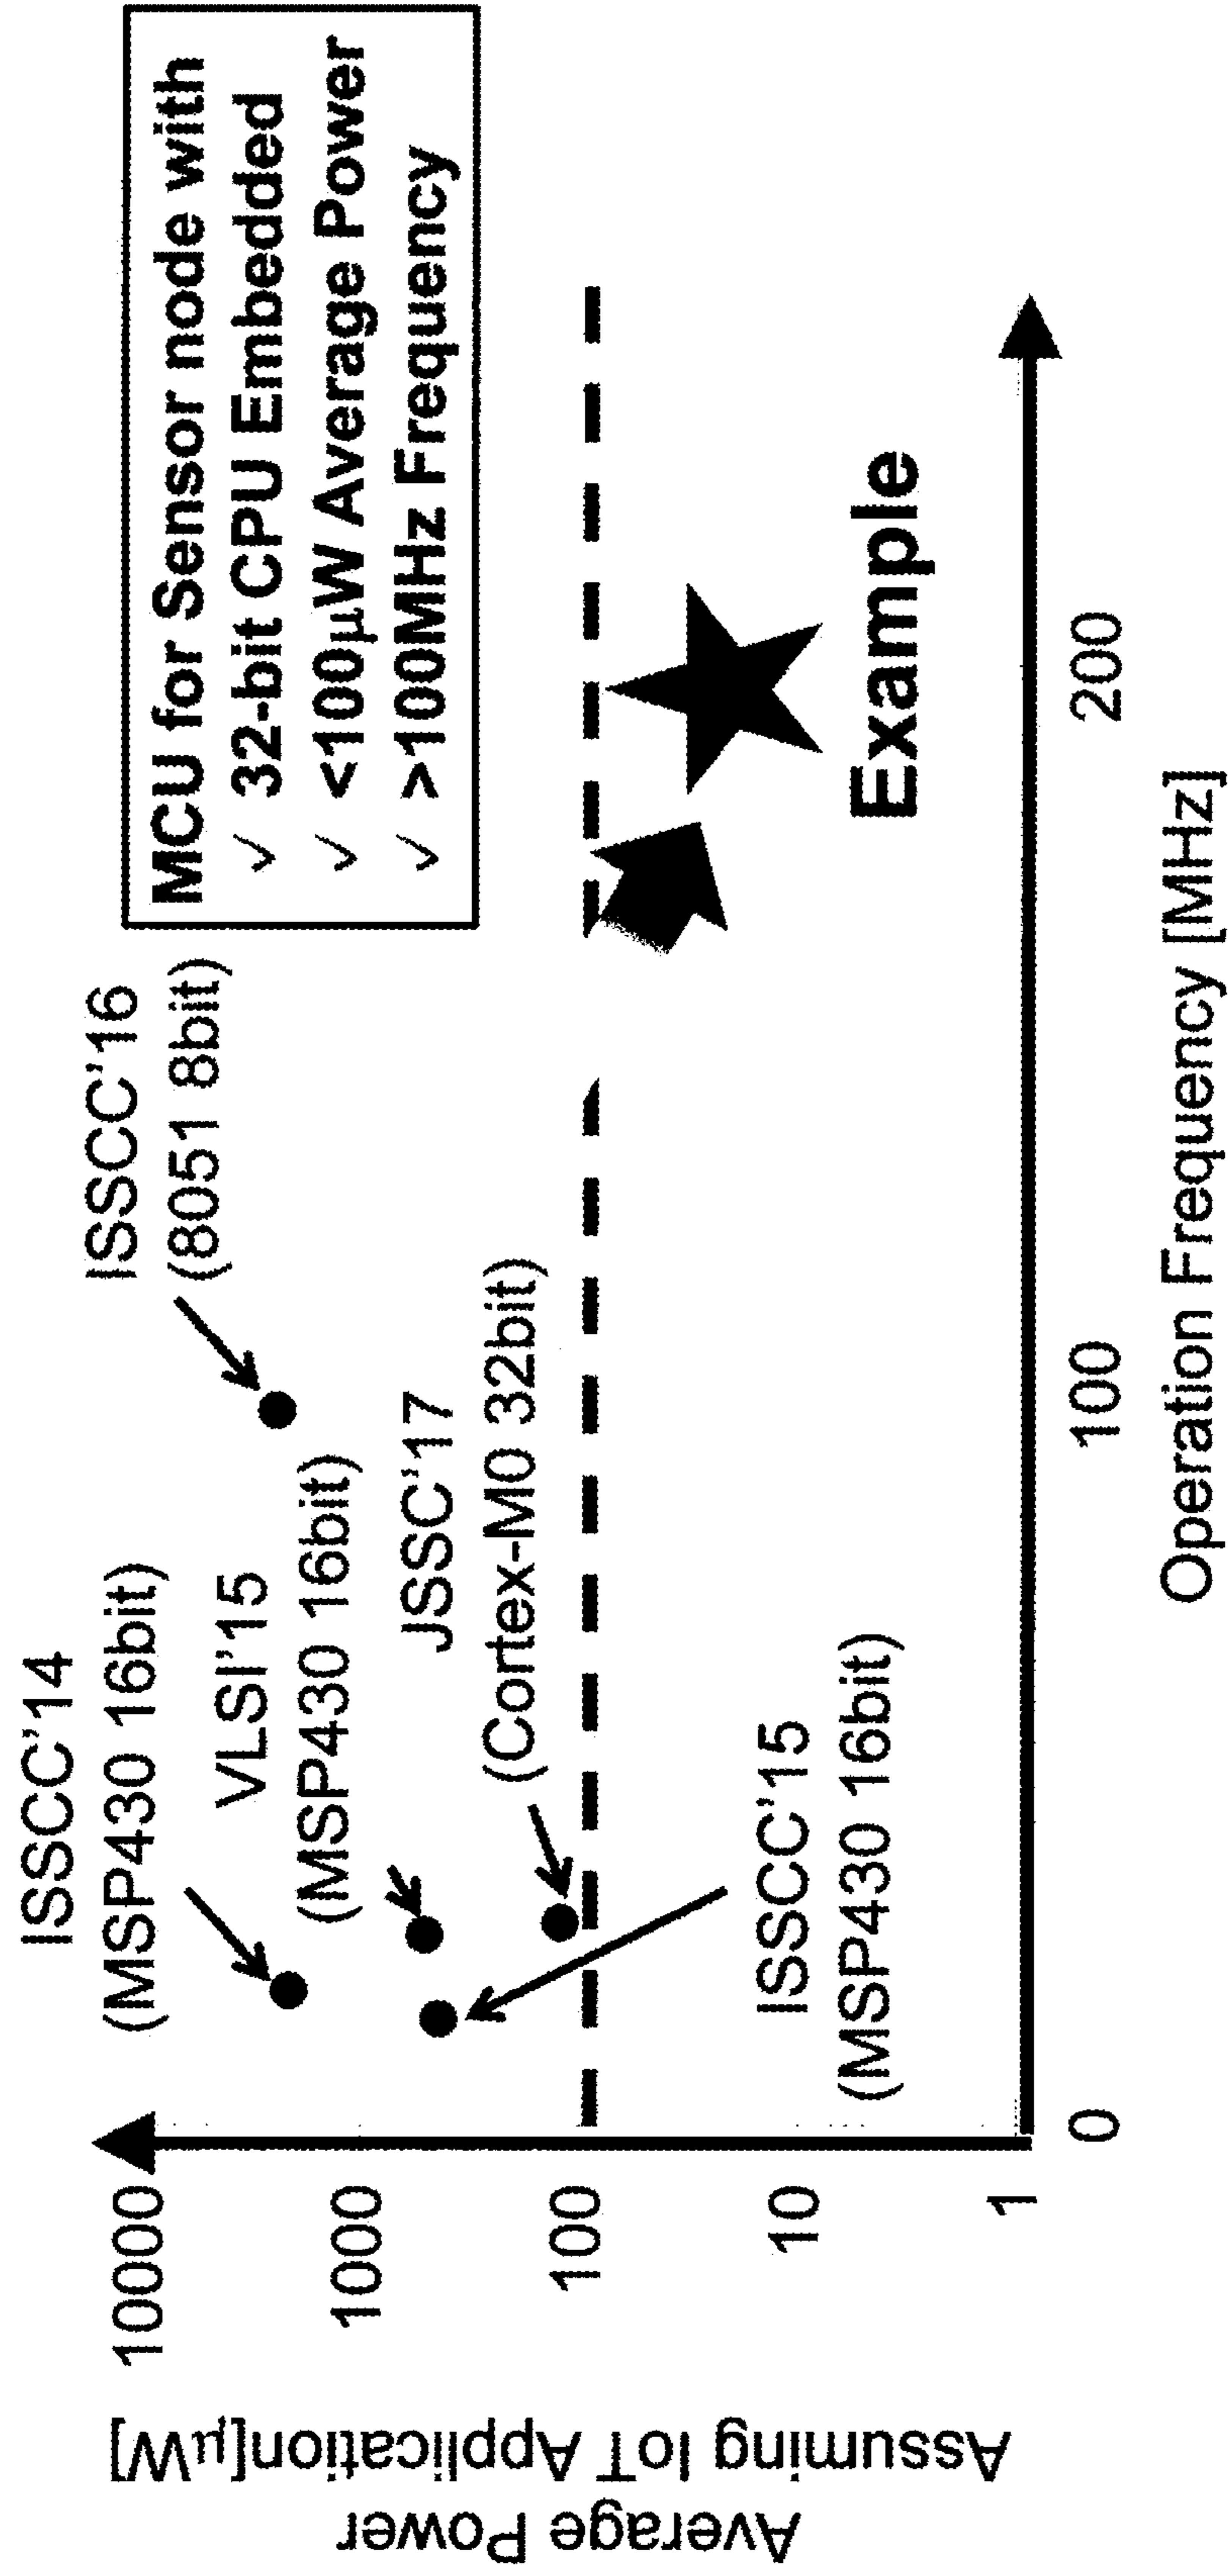 Average Power
Assuming IoT Application[μW]
10000
1000
100
10
1
ISSCC'14
(MSP430 16bit)
VLSI'15
(MSP430 16bit)
JSSC'17
(Cortex-M0 32bit)
ISSCC'15
(MSP430 16bit)
ISSCC'16
(8051 8bit)
MCU for Sensor node with
✓ 32-bit CPU Embedded
✓ <100μW Average Power
✓ >100MHz Frequency
Example
0
100
200
Operation Frequency [MHz]